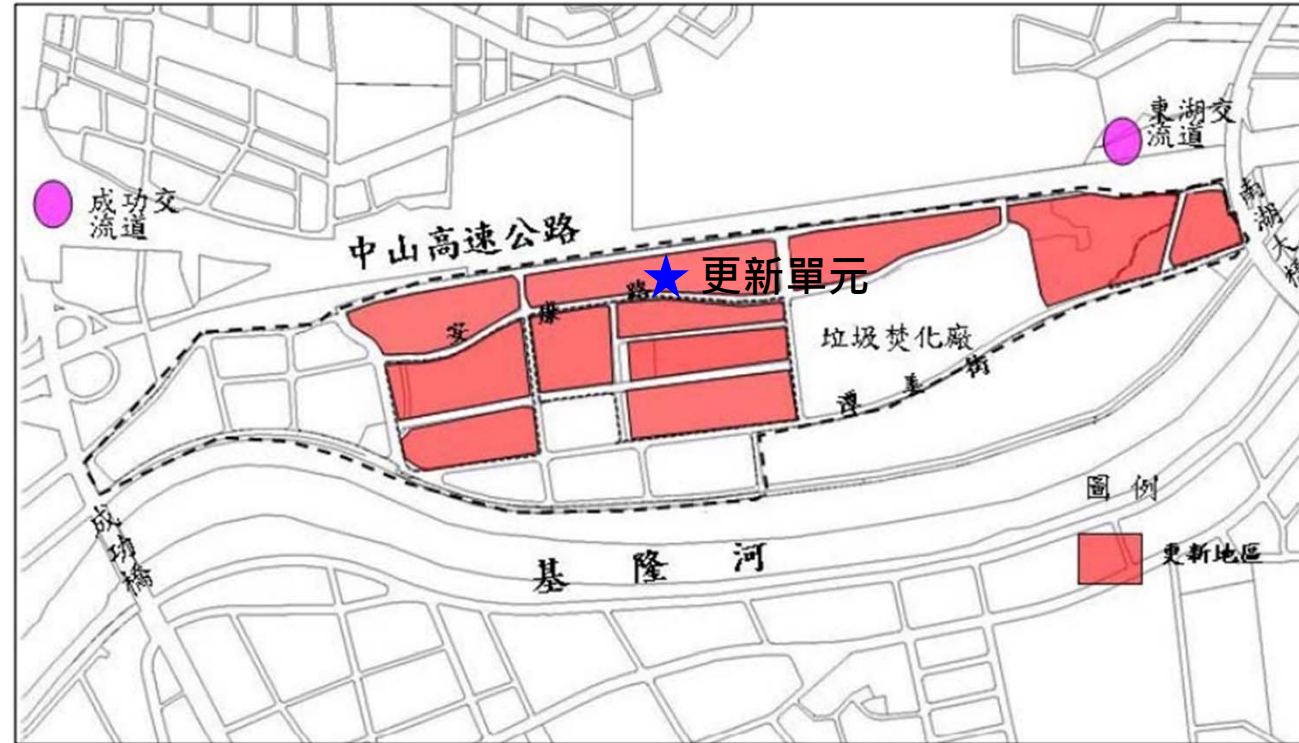 東湖交
流道
成功交
流道
南湖大橋
中山高速公路
更新單元
安康路
垃圾焚化廠
潭美街
圖例
成功橋
基隆河
更新地區